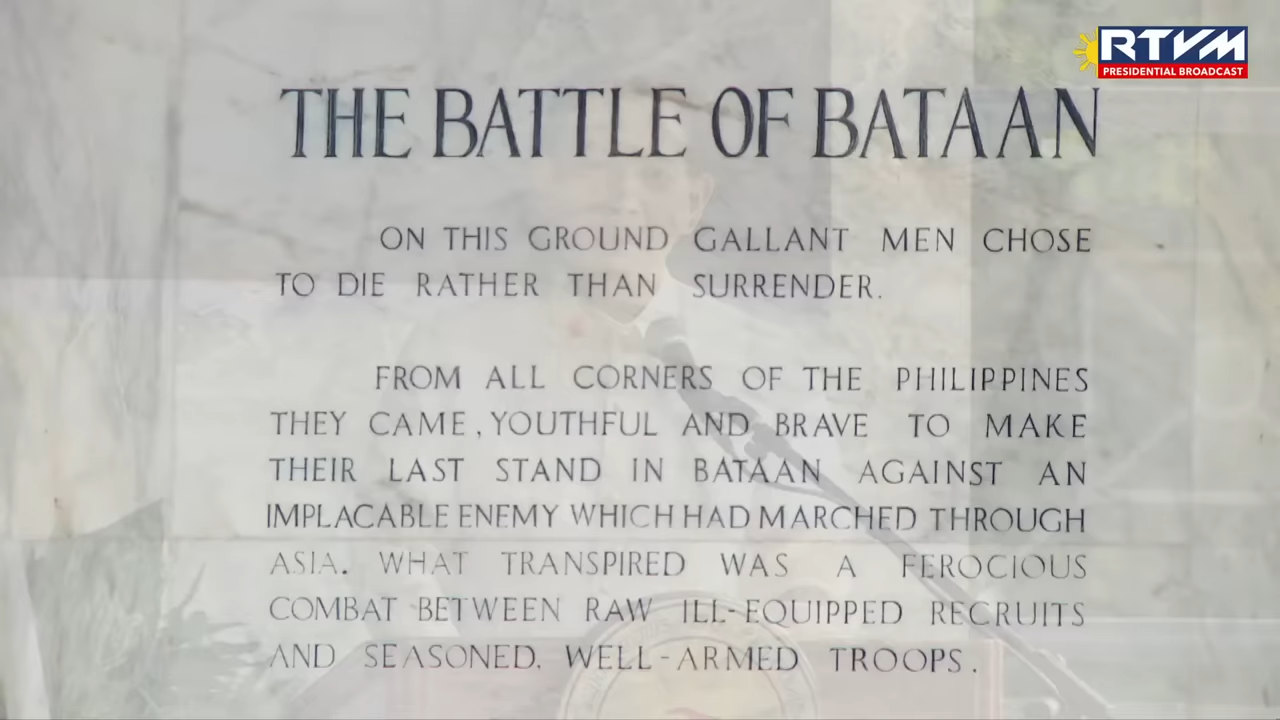 RTVM
PRESIDENTIAL BROADCAST
THE BATTLE OF BATAAN
ON THIS GROUND GALLANT MEN CHOSE
TO DIE RATHER THAN SURRENDER.
FROM ALL CORNERS OF THE PHILIPPINES
THEY CAME, YOUTHFUL AND BRAVE TO MAKE
THEIR LAST STAND IN BATAAN AGAINST AN
IMPLACABLE ENEMY WHICH HAD MARCHED THROUGH
ASIA. WHAT TRANSPIRED WAS A FEROCIOUS
COMBAT BETWEEN RAW ILL-EQUIPPED RECRUITS
AND SEASONED, WELL-ARMED TROOPS.